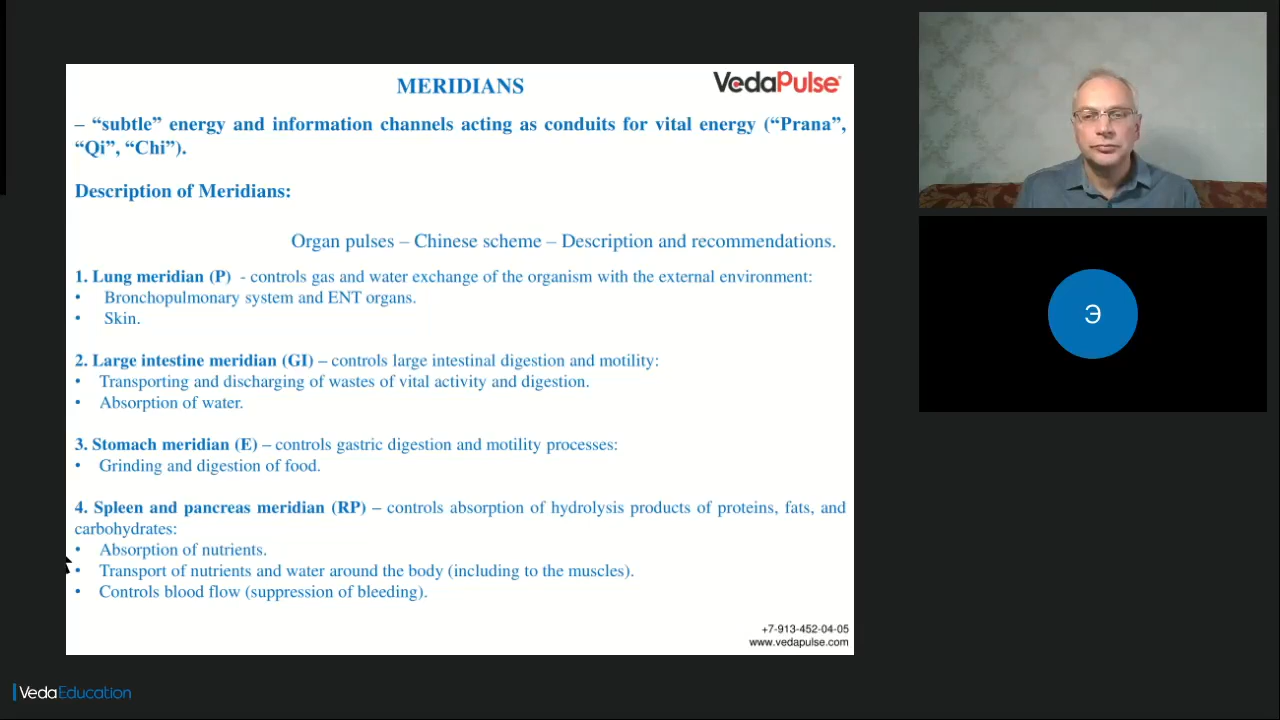 MERIDIANS
VedaPulse
– “subtle” energy and information channels acting as conduits for vital energy (“Prana”,
“Qi”, “Chi”).
Description of Meridians:
Organ pulses – Chinese scheme – Description and recommendations.
1. Lung meridian (P) - controls gas and water exchange of the organism with the external environment:
• Bronchopulmonary system and ENT organs.
• Skin.
2. Large intestine meridian (GI) – controls large intestinal digestion and motility:
• Transporting and discharging of wastes of vital activity and digestion.
• Absorption of water.
3. Stomach meridian (E) – controls gastric digestion and motility processes:
• Grinding and digestion of food.
4. Spleen and pancreas meridian (RP) – controls absorption of hydrolysis products of proteins, fats, and
carbohydrates:
• Absorption of nutrients.
• Transport of nutrients and water around the body (including to the muscles).
• Controls blood flow (suppression of bleeding).
+7-913-452-04-05
www.vedapulse.com
Э
VedaEducation